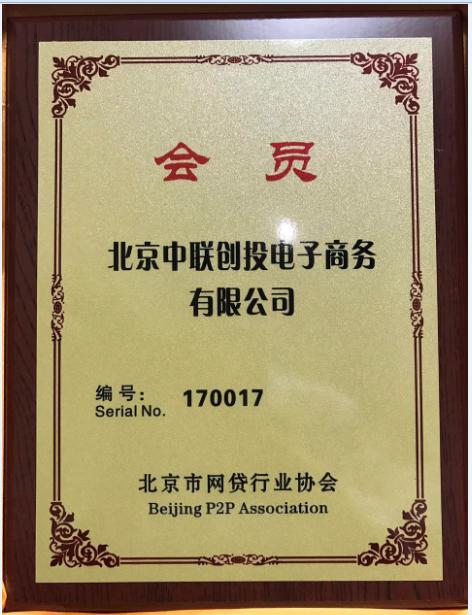 会 员
北京中联创投电子商务
有限公司
编号: 170017
Serial No.
北京市网贷行业协会
Beijing P2P Association